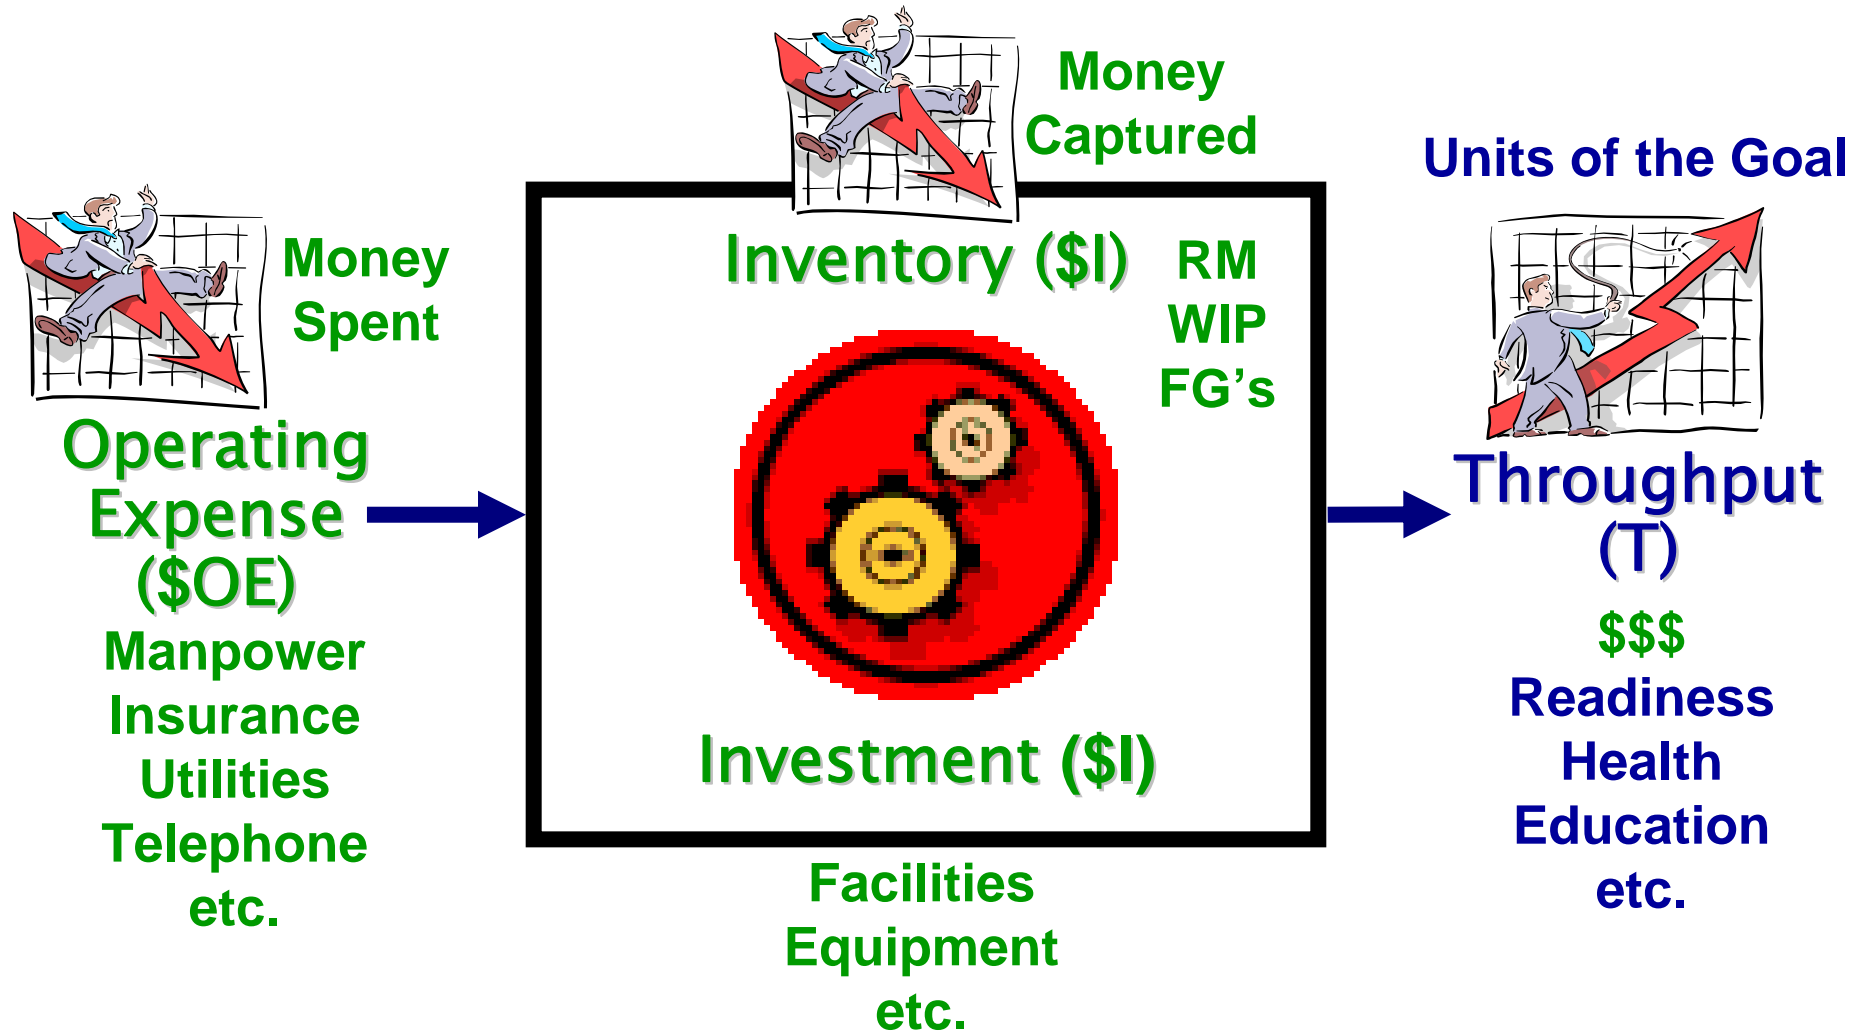 Money
Spent
Operating
Expense
($OE)
Manpower
Insurance
Utilities
Telephone
etc.
Money
Captured
Inventory ($I)
RM
WIP
FG’s
Investment ($I)
Facilities
Equipment
etc.
Units of the Goal
Throughput
(T)
$$$
Readiness
Health
Education
etc.